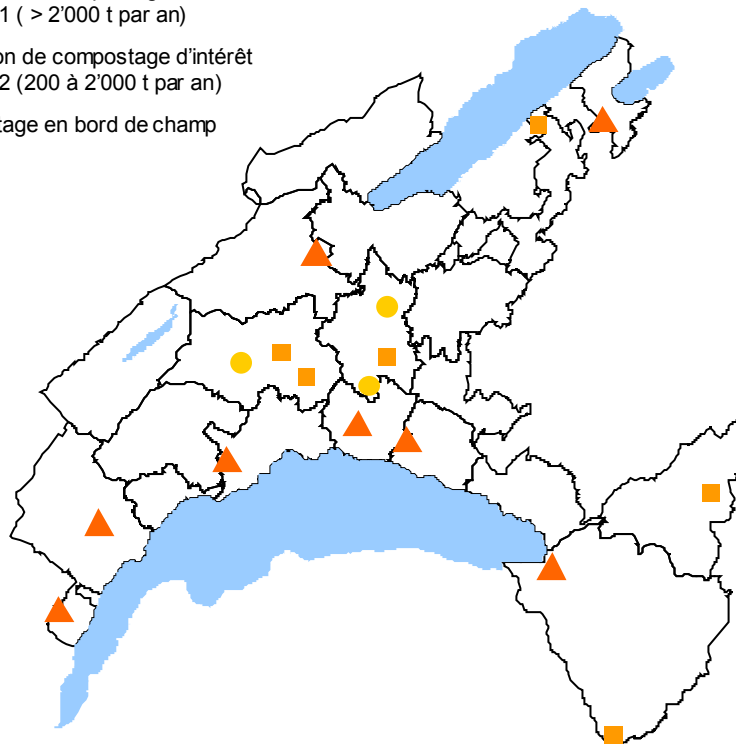 1 ( > 2'000 t par an)
on de compostage d'intérêt
2 (200 à 2'000 t par an)
tage en bord de champ